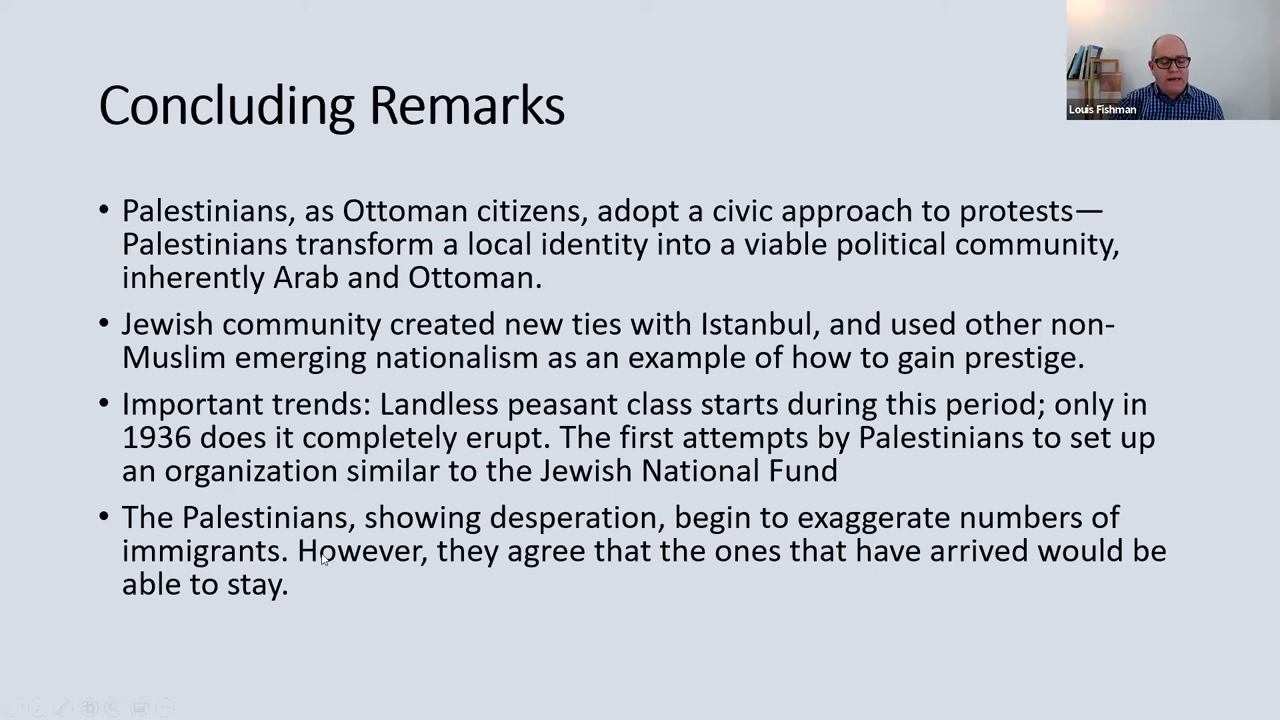 Concluding Remarks
Louis Fishman
• Palestinians, as Ottoman citizens, adopt a civic approach to protests—
Palestinians transform a local identity into a viable political community,
inherently Arab and Ottoman.
• Jewish community created new ties with Istanbul, and used other non-
Muslim emerging nationalism as an example of how to gain prestige.
• Important trends: Landless peasant class starts during this period; only in
1936 does it completely erupt. The first attempts by Palestinians to set up
an organization similar to the Jewish National Fund
• The Palestinians, showing desperation, begin to exaggerate numbers of
immigrants. However, they agree that the ones that have arrived would be
able to stay.